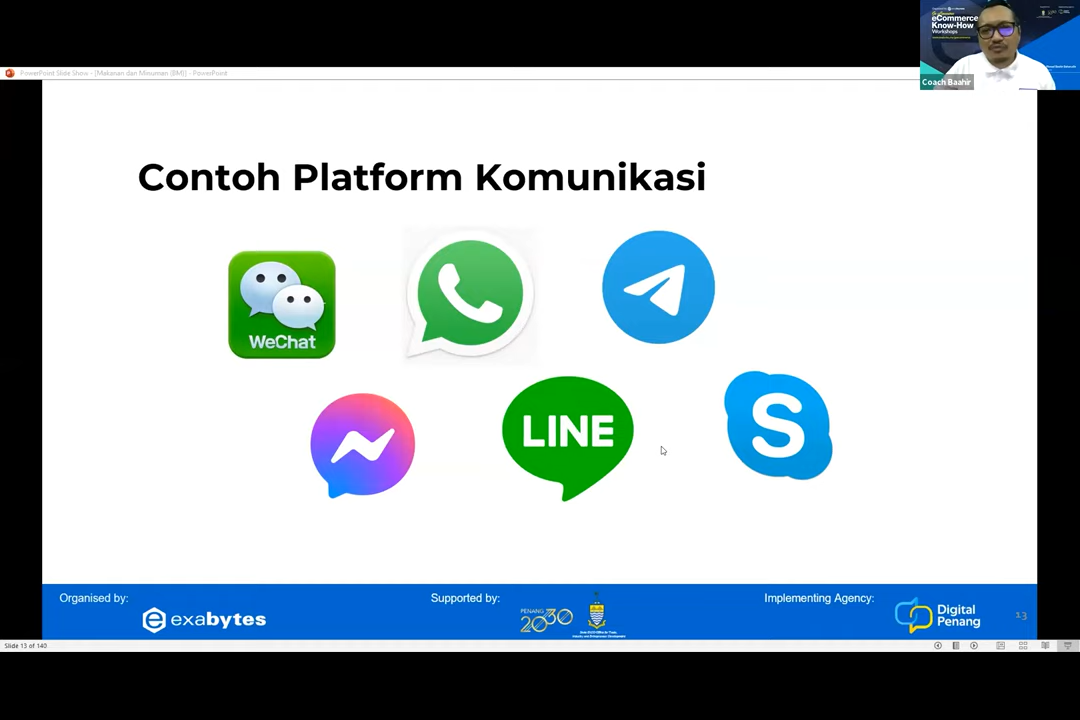 eCommerce
Know-How
Workshops
Coach Baahir
PowerPoint Slide Show - [Makanan dan Minuman (BM)] - PowerPoint
Contoh Platform Komunikasi
WeChat
LINE
S
Organised by:
exabytes
Supported by:
PENANG
2030
Implementing Agency:
Digital
Penang
13
Slide 13 of 140